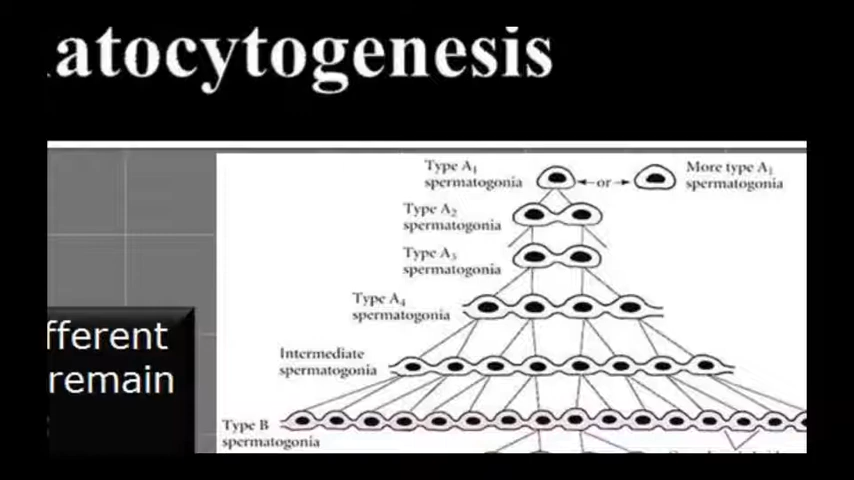 atocytogenesis
Type A1
spermatogonia
or
More type A1
spermatogonia
Type A2
spermatogonia
Type A3
spermatogonia
Type A4
spermatogonia
fferent
remain
Intermediate
spermatogonia
Type B
spermatogonia